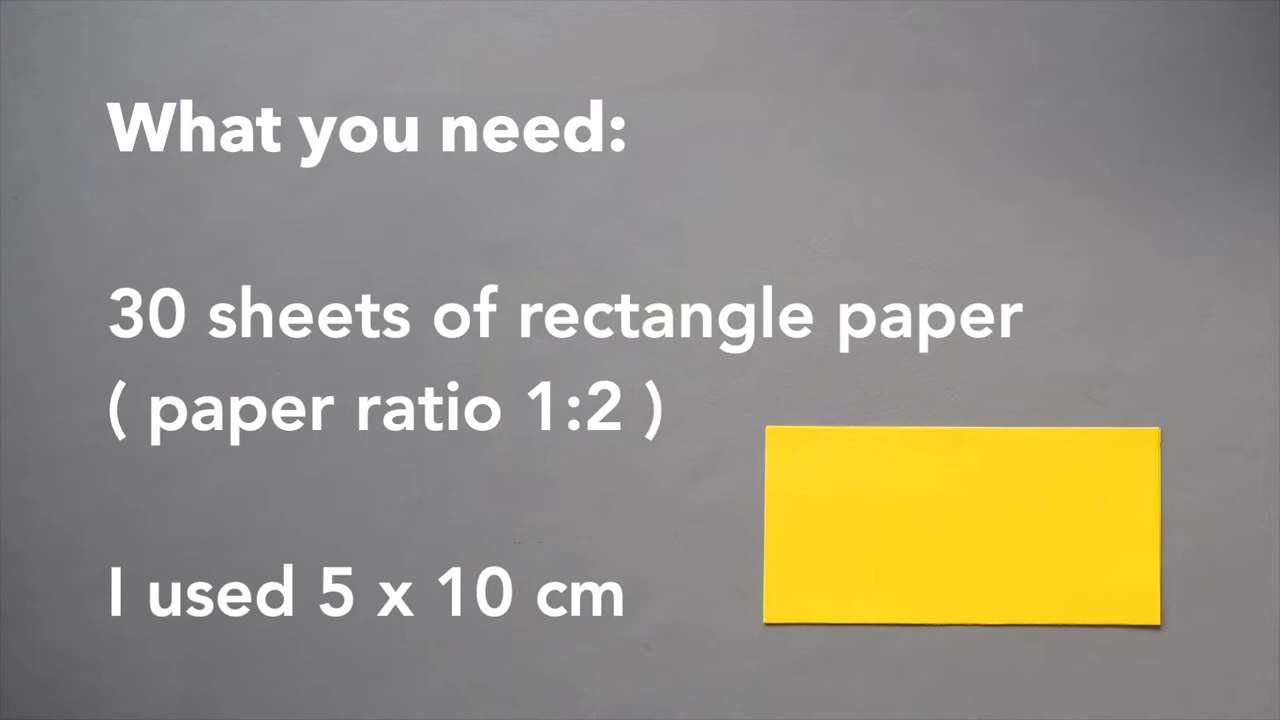 What you need:
30 sheets of rectangle paper
( paper ratio 1:2 )
I used 5 x 10 cm